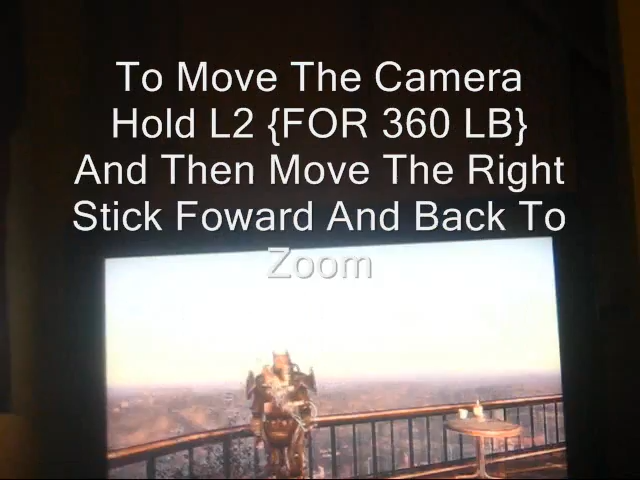 To Move The Camera
Hold L2 {FOR 360 LB}
And Then Move The Right
Stick Foward And Back To
Zoom